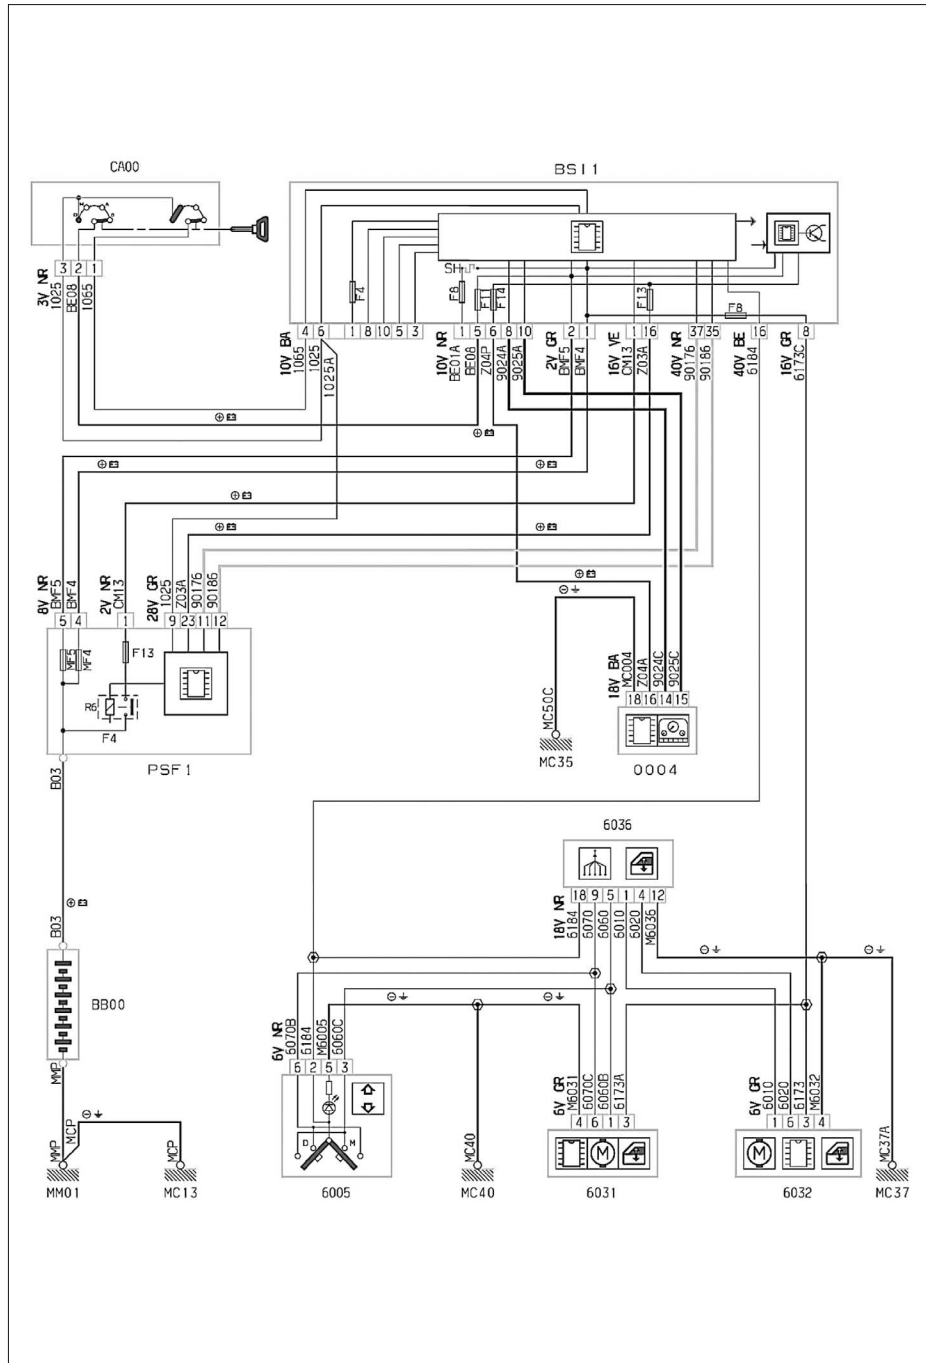 CA00
BSI1
3 2 1
3V NR
1025
BE08
1065
SH
F4
F8
F11
F14
F13
F8
4 6 1 8 10 5 3 1 5 6 8 10 2 1 1 16 37 35 16 8
10V BA
1065
1025
1025A
10V NR
BE01A
BE08
Z04P
9024A
9025A
2V GR
BMF5
BMF4
16V VE
CM13
Z03A
40V NR
90176
90186
40V BE
6184
16V GR
6173C
8V NR
BMF5
BMF4
2V NR
CM13
28V GR
1025
Z03A
90176
90186
5 4 1 9 23 11 12
MF5
MF4
F13
R6
F4
PSF1
MC50C
MC35
18V BA
MC004
Z04A
9024C
9025C
18 16 14 15
0004
B03
B03
BB00
MMP
MMP
MCP
MCP
MM01
MC13
6036
18 9 5 1 4 12
18V NR
6184
6070
6060
6010
6020
M6036
6V NR
6070B
6184
M6005
6060C
6 2 5 3
D M
6005
MC40
MC40
6V GR
M6031
6070C
6060B
6173A
4 6 1 3
M
6031
6V GR
6010
6020
6173
M6032
1 6 3 4
M
6032
MC37A
MC37